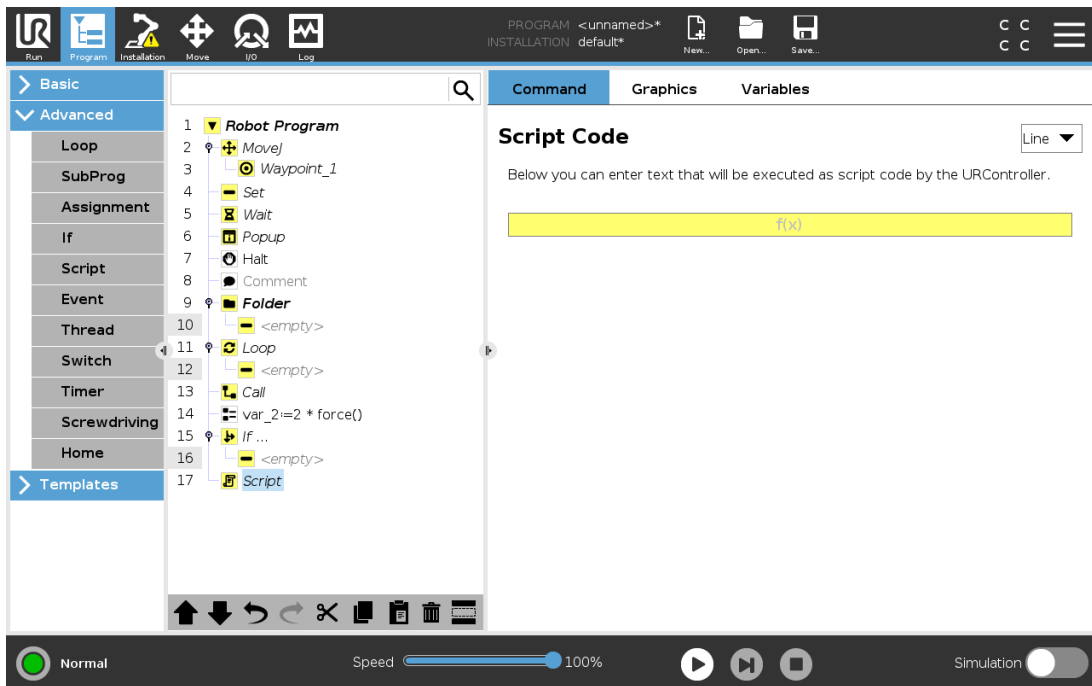 PROGRAM <unnamed>*
INSTALLATION default*
Run Program Installation Move I/O Log New... Open... Save...
C C
C C
Basic
Advanced
Loop
SubProg
Assignment
If
Script
Event
Thread
Switch
Timer
Screwdriving
Home
Templates
1 Robot Program
2 MoveJ
3 Waypoint_1
4 Set
5 Wait
6 Popup
7 Halt
8 Comment
9 Folder
10 <empty>
11 Loop
12 <empty>
13 Call
14 var_2:=2 * force()
15 If ...
16 <empty>
17 Script
Command Graphics Variables
Script Code
Line
Below you can enter text that will be executed as script code by the URController.
f(x)
Normal
Speed 100%
Simulation